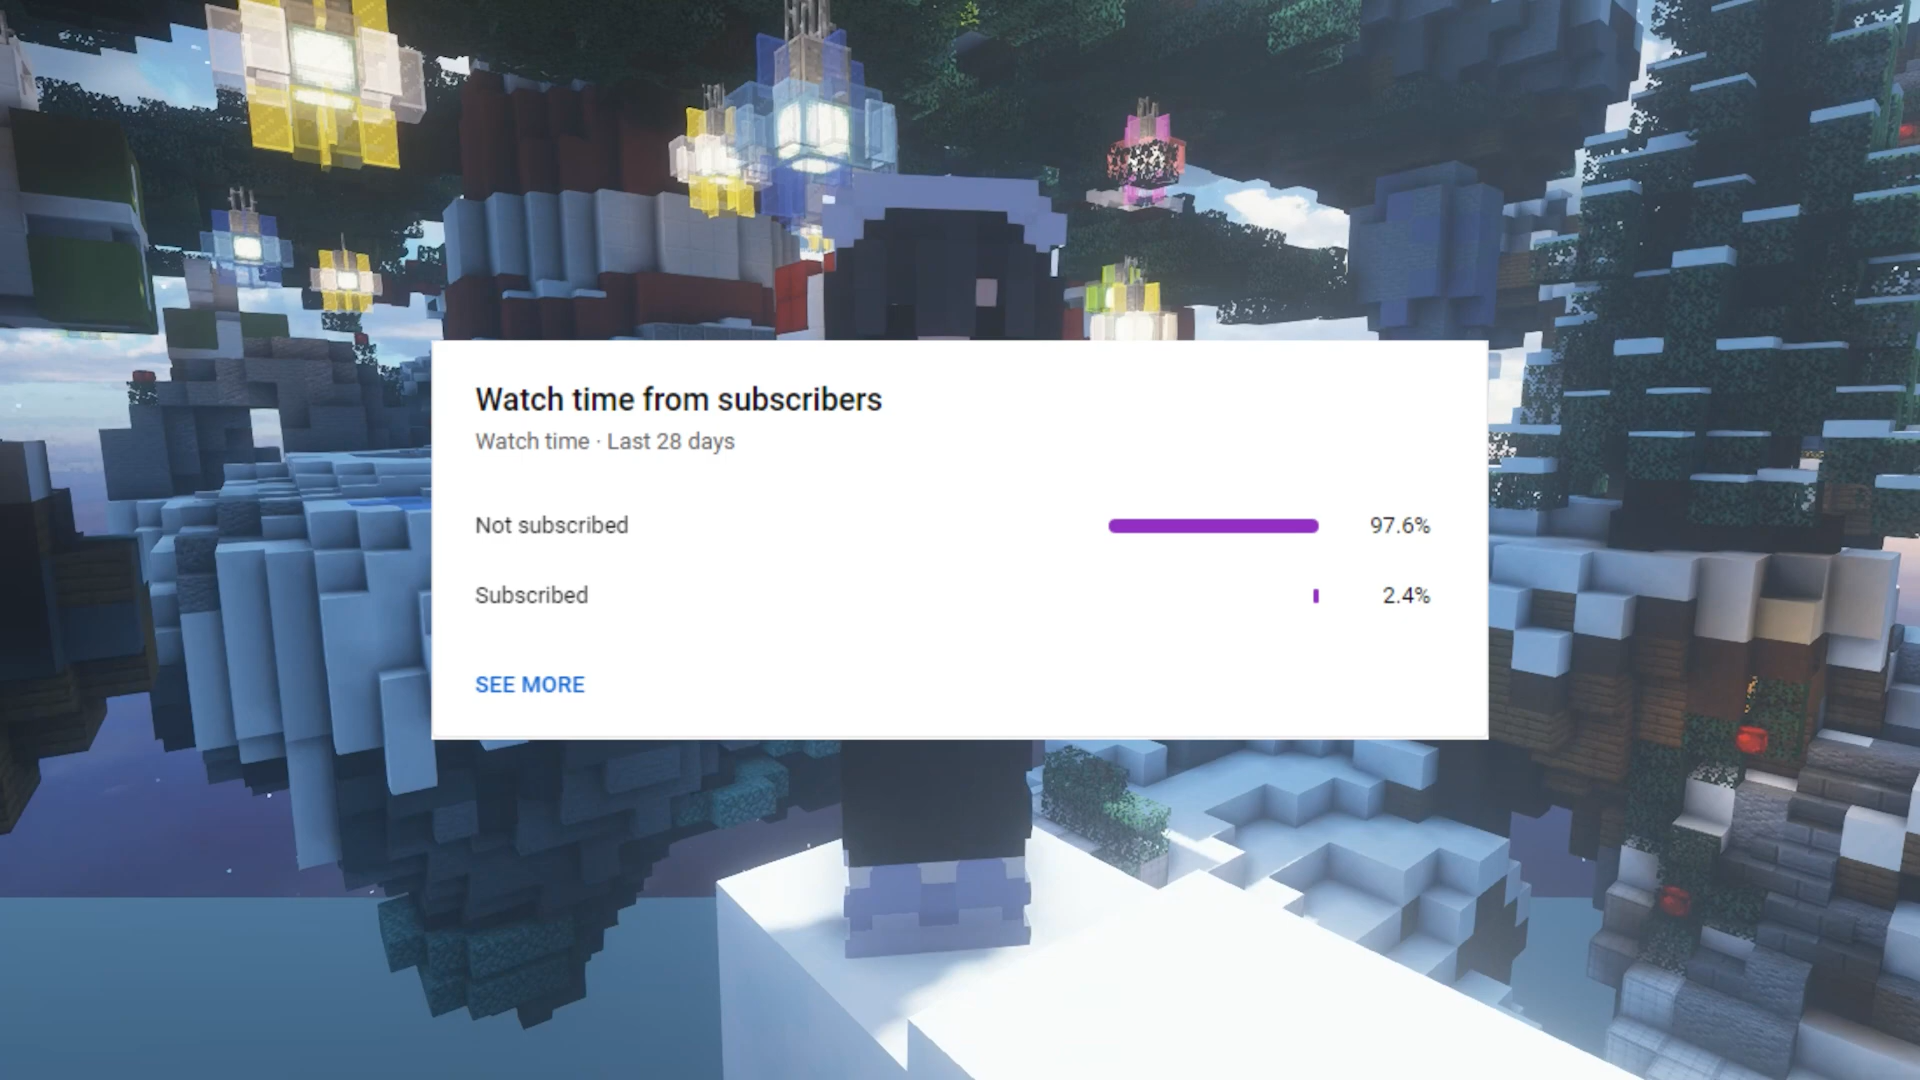 Watch time from subscribers
Watch time · Last 28 days
Not subscribed 97.6%
Subscribed 2.4%
SEE MORE